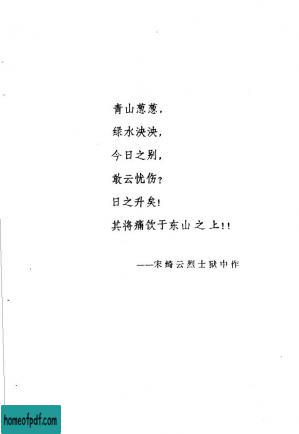 青山葱葱，
绿水泱泱，
今日之别，
敢云忧伤？
日之升矣！
其将痛饮于东山之上！！
——宋绮云烈士狱中作
homeofpdf.com